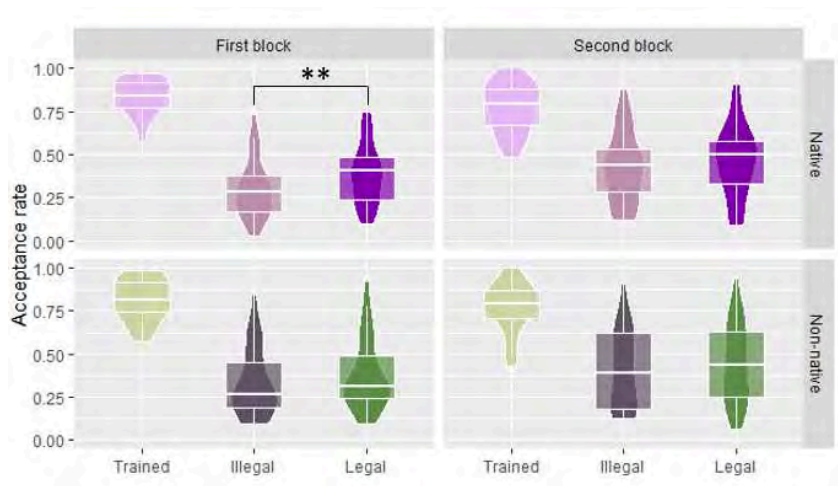 First block
Second block
**
Acceptance rate
1.00
0.75
0.50
0.25
0.00
Native
1.00
0.75
0.50
0.25
0.00
Non-native
Trained
Illegal
Legal
Trained
Illegal
Legal